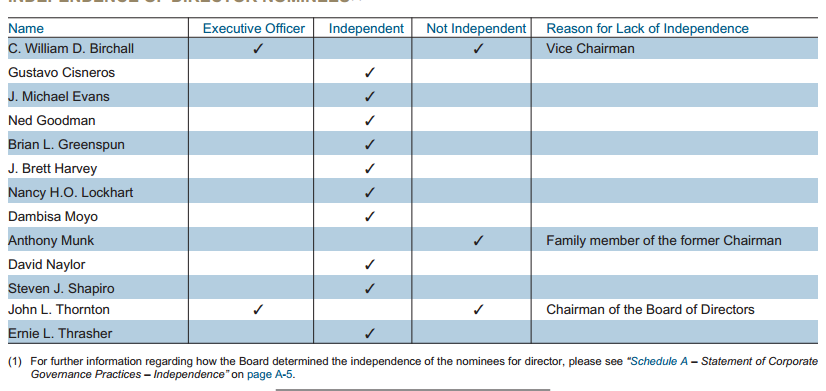 INDEPENDENCE OF DIRECTOR NOMINEES
Name Executive Officer Independent Not Independent Reason for Lack of Independence
C. William D. Birchall ✓ ✓ Vice Chairman
Gustavo Cisneros ✓
J. Michael Evans ✓
Ned Goodman ✓
Brian L. Greenspun ✓
J. Brett Harvey ✓
Nancy H.O. Lockhart ✓
Dambisa Moyo ✓
Anthony Munk ✓ Family member of the former Chairman
David Naylor ✓
Steven J. Shapiro ✓
John L. Thornton ✓ ✓ Chairman of the Board of Directors
Ernie L. Thrasher ✓
(1) For further information regarding how the Board determined the independence of the nominees for director, please see "Schedule A – Statement of Corporate
Governance Practices – Independence" on page A-5.